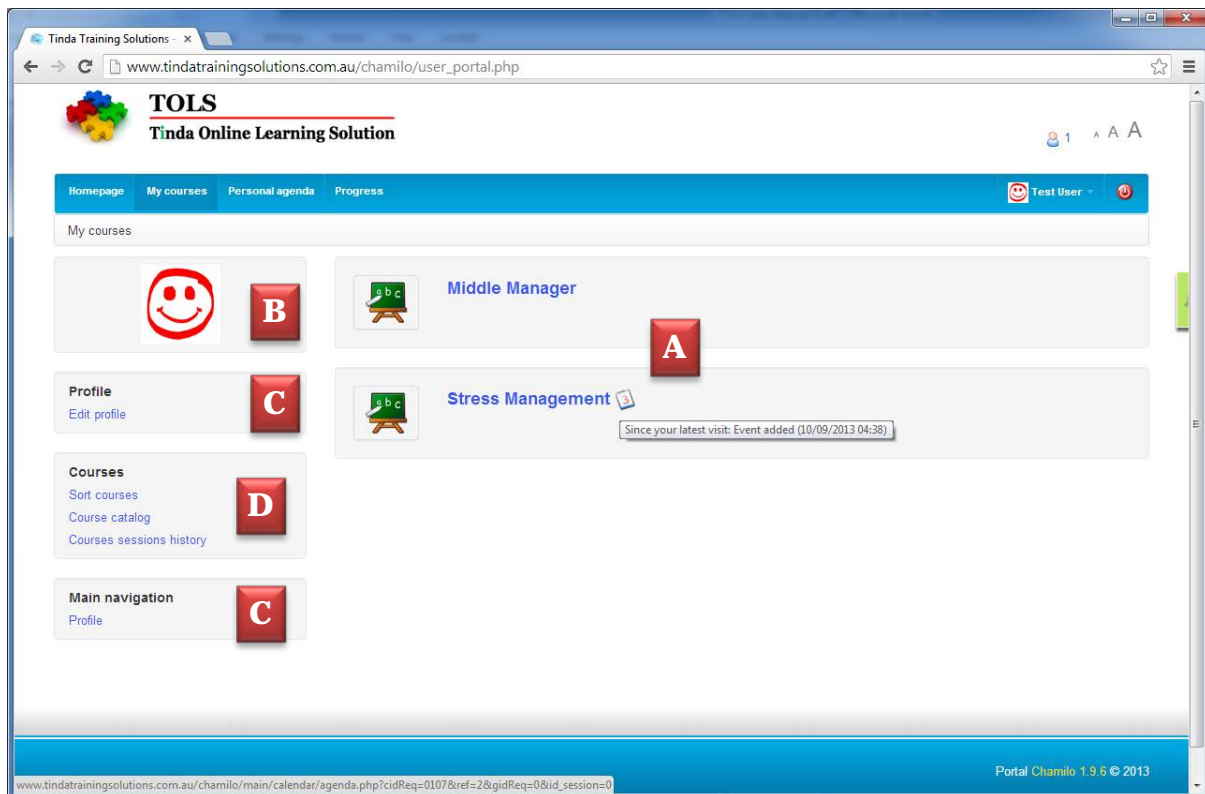 Tinda Training Solutions -
www.tindatrainingsolutions.com.au/chamilo/user_portal.php
TOLS
Tinda Online Learning Solution
1 A A A
Homepage My courses Personal agenda Progress Test User
My courses
B
abc
Middle Manager
A
Profile
Edit profile
C
abc
Stress Management 3
Since your latest visit: Event added (10/09/2013 04:38)
Courses
Sort courses
Course catalog
Courses sessions history
D
Main navigation
Profile
C
Portal Chamilo 1.9.6 © 2013
www.tindatrainingsolutions.com.au/chamilo/main/calendar/agenda.php?cidReq=0107&ref=2&gidReq=0&id_session=0